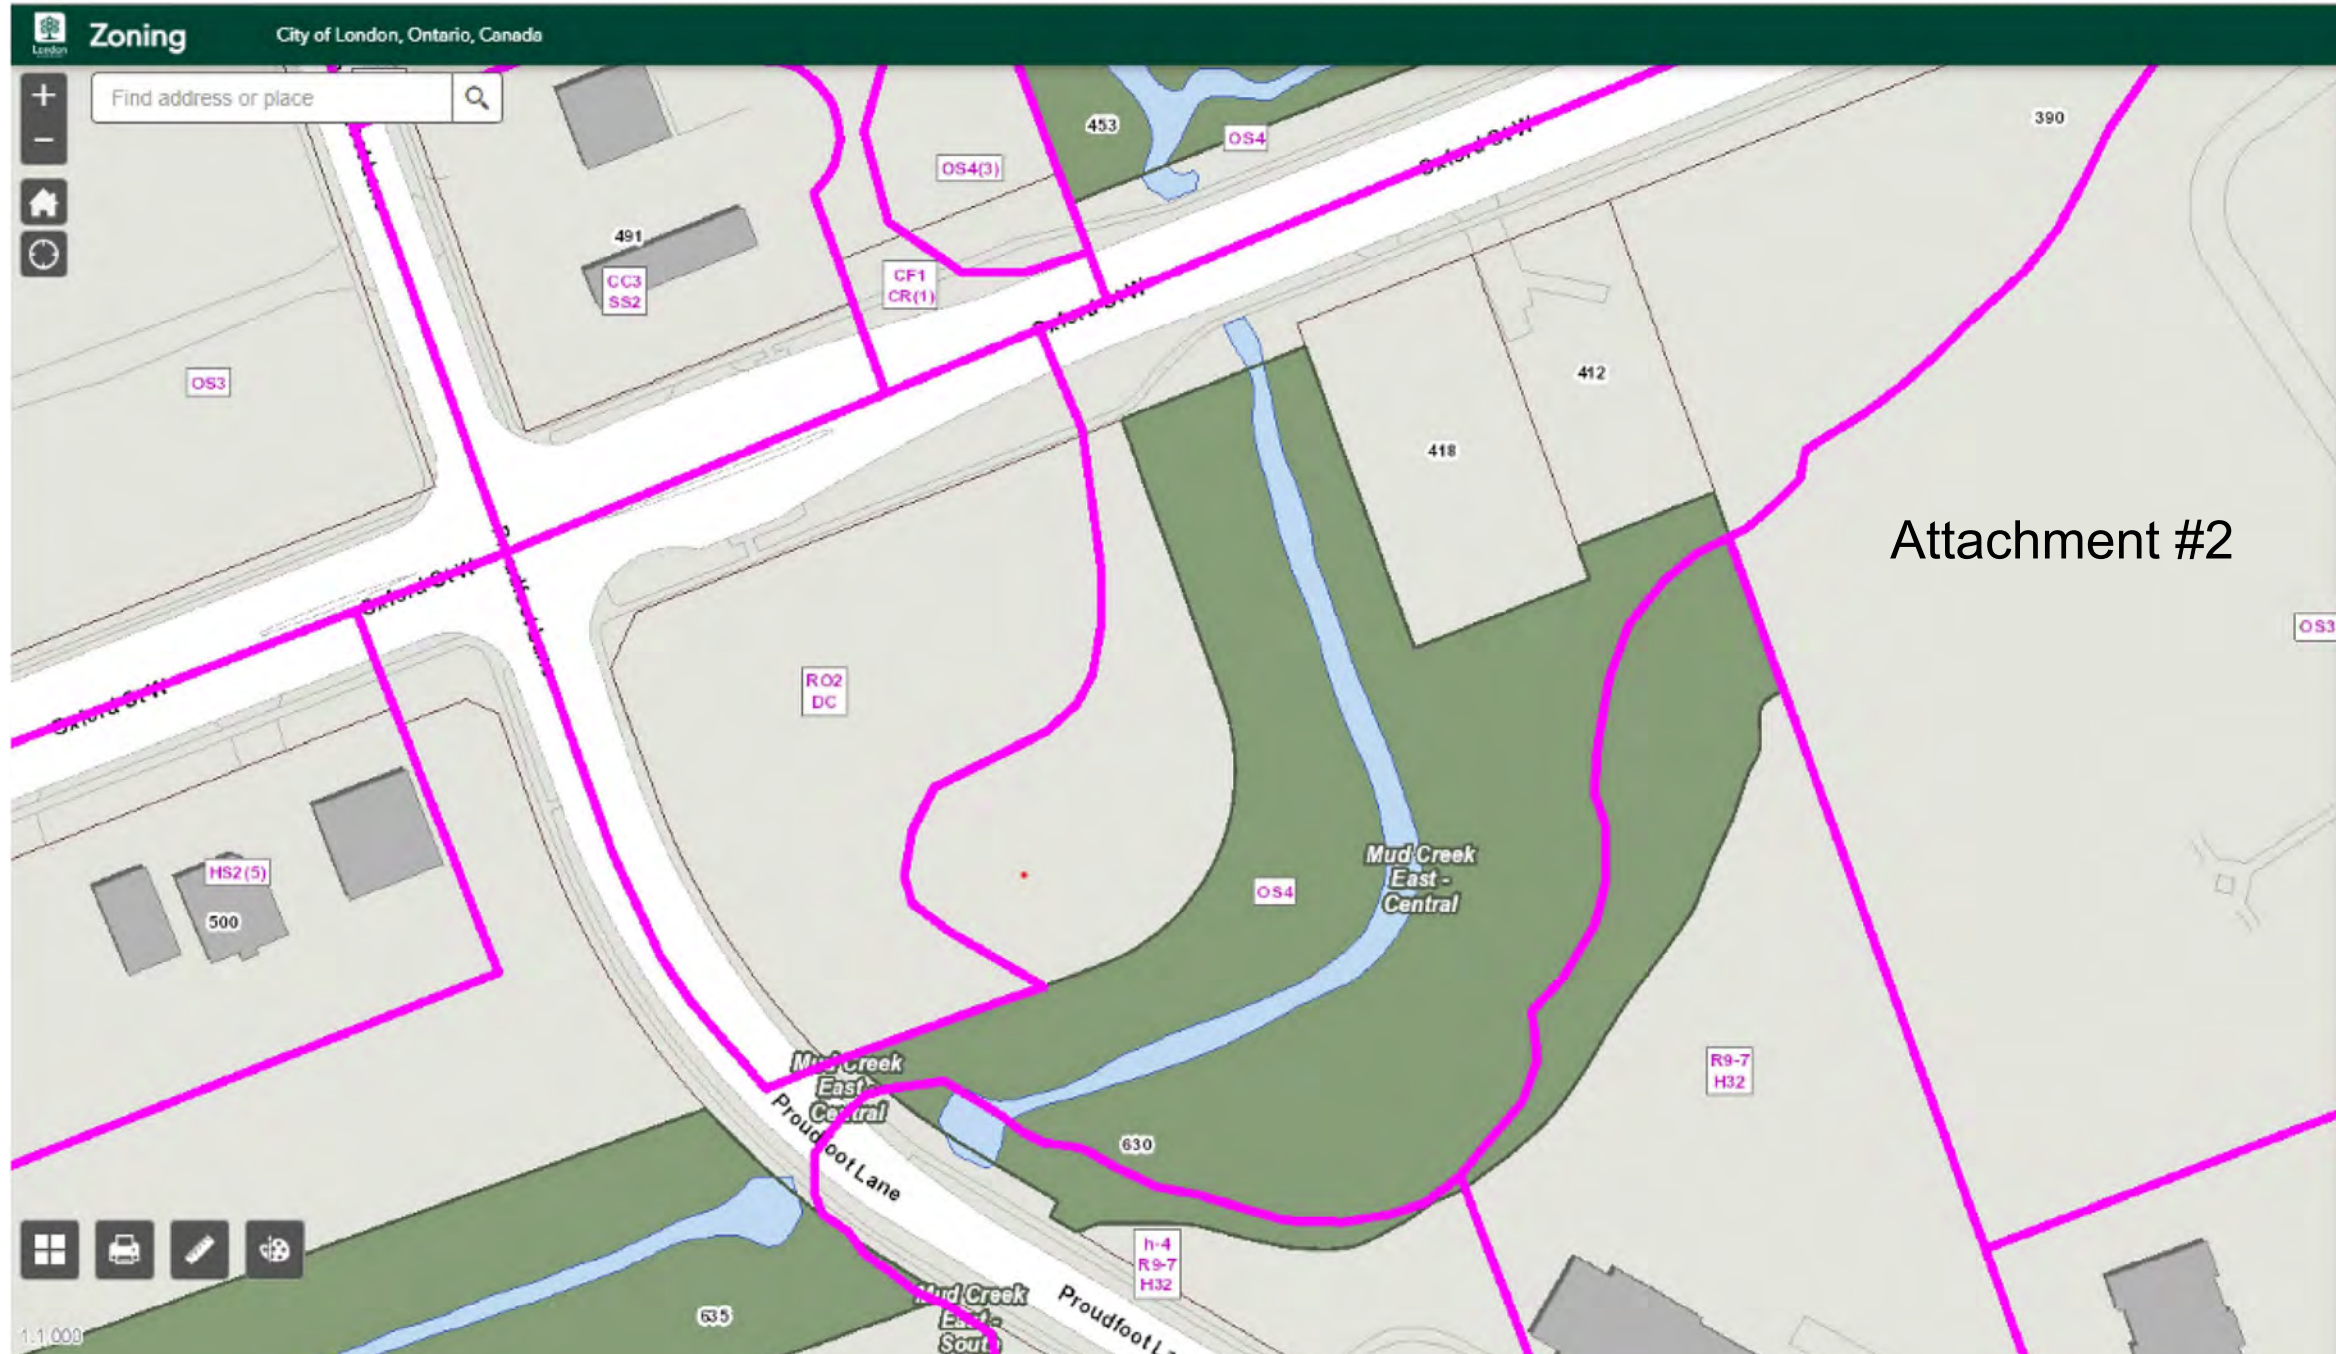 London
Zoning
City of London, Ontario, Canada
Find address or place
453
OS4
390
OS4(3)
Oxford St W
491
CC3
SS2
CF1
CR(1)
Oxford St W
OS3
412
418
Attachment #2
Oxford St W
OS3
RO2
DC
Oxford St W
HS2(5)
500
Mud Creek
East -
Central
OS4
Mud Creek
East -
Central
R9-7
H32
Proudfoot Lane
630
h-4
R9-7
H32
Mud Creek
East -
South
635
Proudfoot
1:1,000